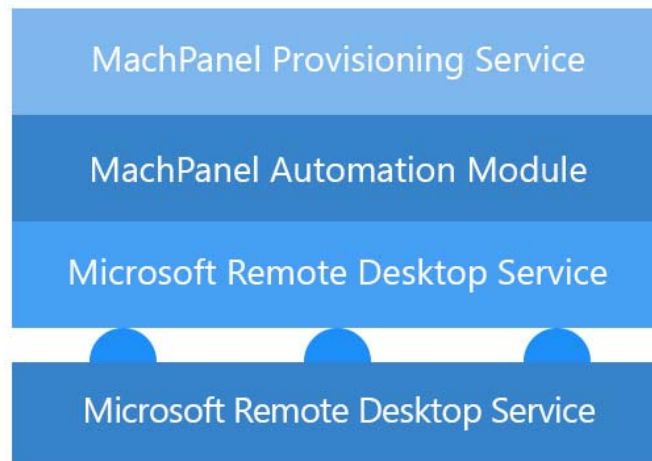 MachPanel Provisioning Service
MachPanel Automation Module
Microsoft Remote Desktop Service
Microsoft Remote Desktop Service